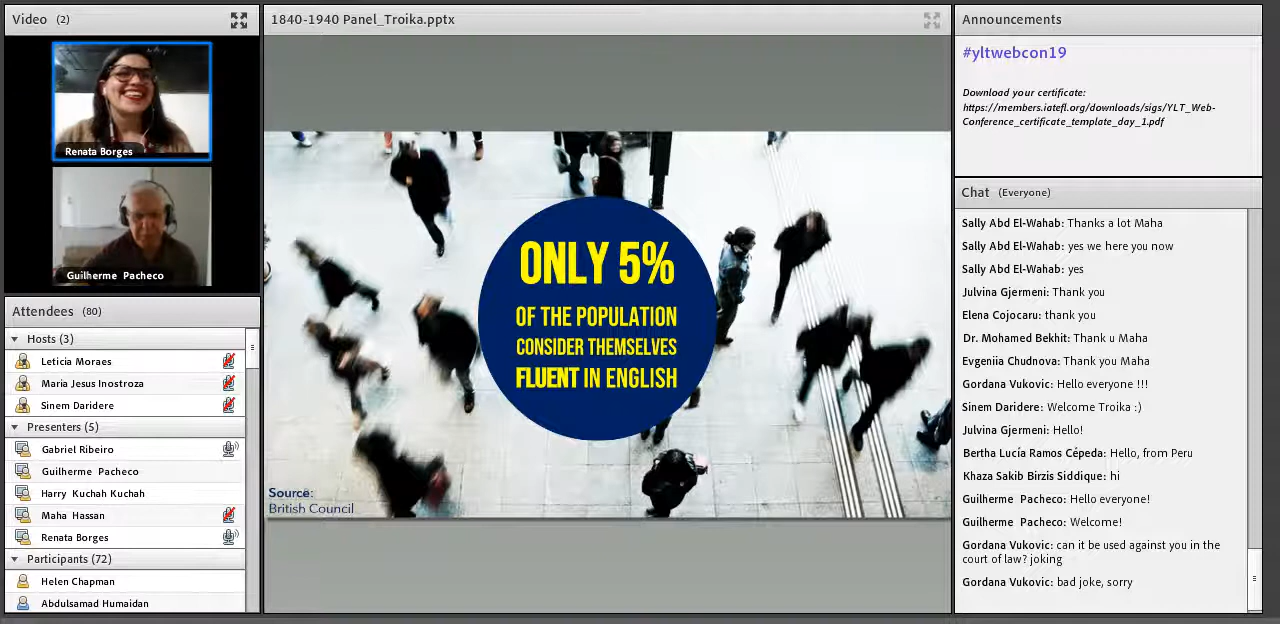 Video (2)
Renata Borges
Guilherme Pacheco
Attendees (80)
Hosts (3)
Leticia Moraes
Maria Jesus Inostroza
Sinem Daridere
Presenters (5)
Gabriel Ribeiro
Guilherme Pacheco
Harry Kuchah Kuchah
Maha Hassan
Renata Borges
Participants (72)
Helen Chapman
Abdulsamad Humaidan
1840-1940 Panel_Troika.pptx
ONLY 5%
OF THE POPULATION
CONSIDER THEMSELVES
FLUENT IN ENGLISH
Source:
British Council
Announcements
#yltwebcon19
Download your certificate:
https://members.iatefl.org/downloads/sigs/YLT_Web-
Conference_certificate_template_day_1.pdf
Chat (Everyone)
Sally Abd El-Wahab: Thanks a lot Maha
Sally Abd El-Wahab: yes we here you now
Sally Abd El-Wahab: yes
Julvina Gjermeni: Thank you
Elena Cojocaru: thank you
Dr. Mohamed Bekhit: Thank u Maha
Evgeniia Chudnova: Thank you Maha
Gordana Vukovic: Hello everyone !!!
Sinem Daridere: Welcome Troika :)
Julvina Gjermeni: Hello!
Bertha Lucía Ramos Cépeda: Hello, from Peru
Khaza Sakib Birzis Siddique: hi
Guilherme Pacheco: Hello everyone!
Guilherme Pacheco: Welcome!
Gordana Vukovic: can it be used against you in the
court of law? joking
Gordana Vukovic: bad joke, sorry